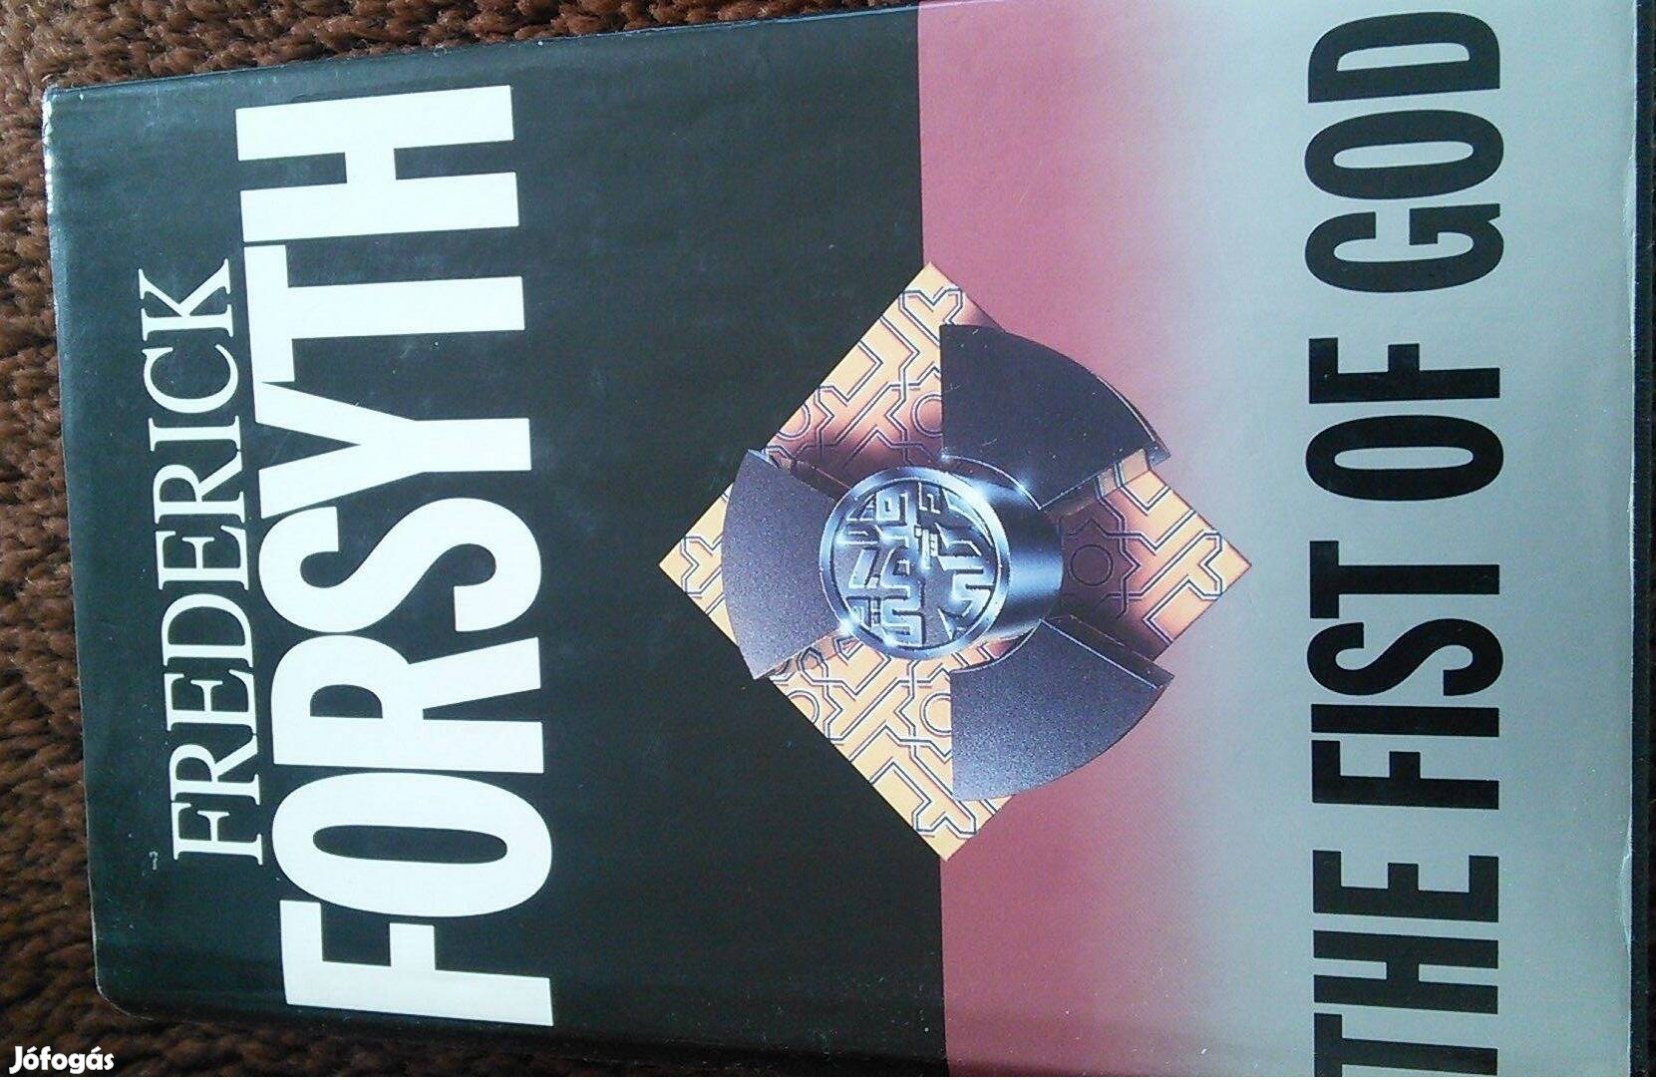 FREDERICK
FORSYTH
THE FIST OF GOD
Jófogás